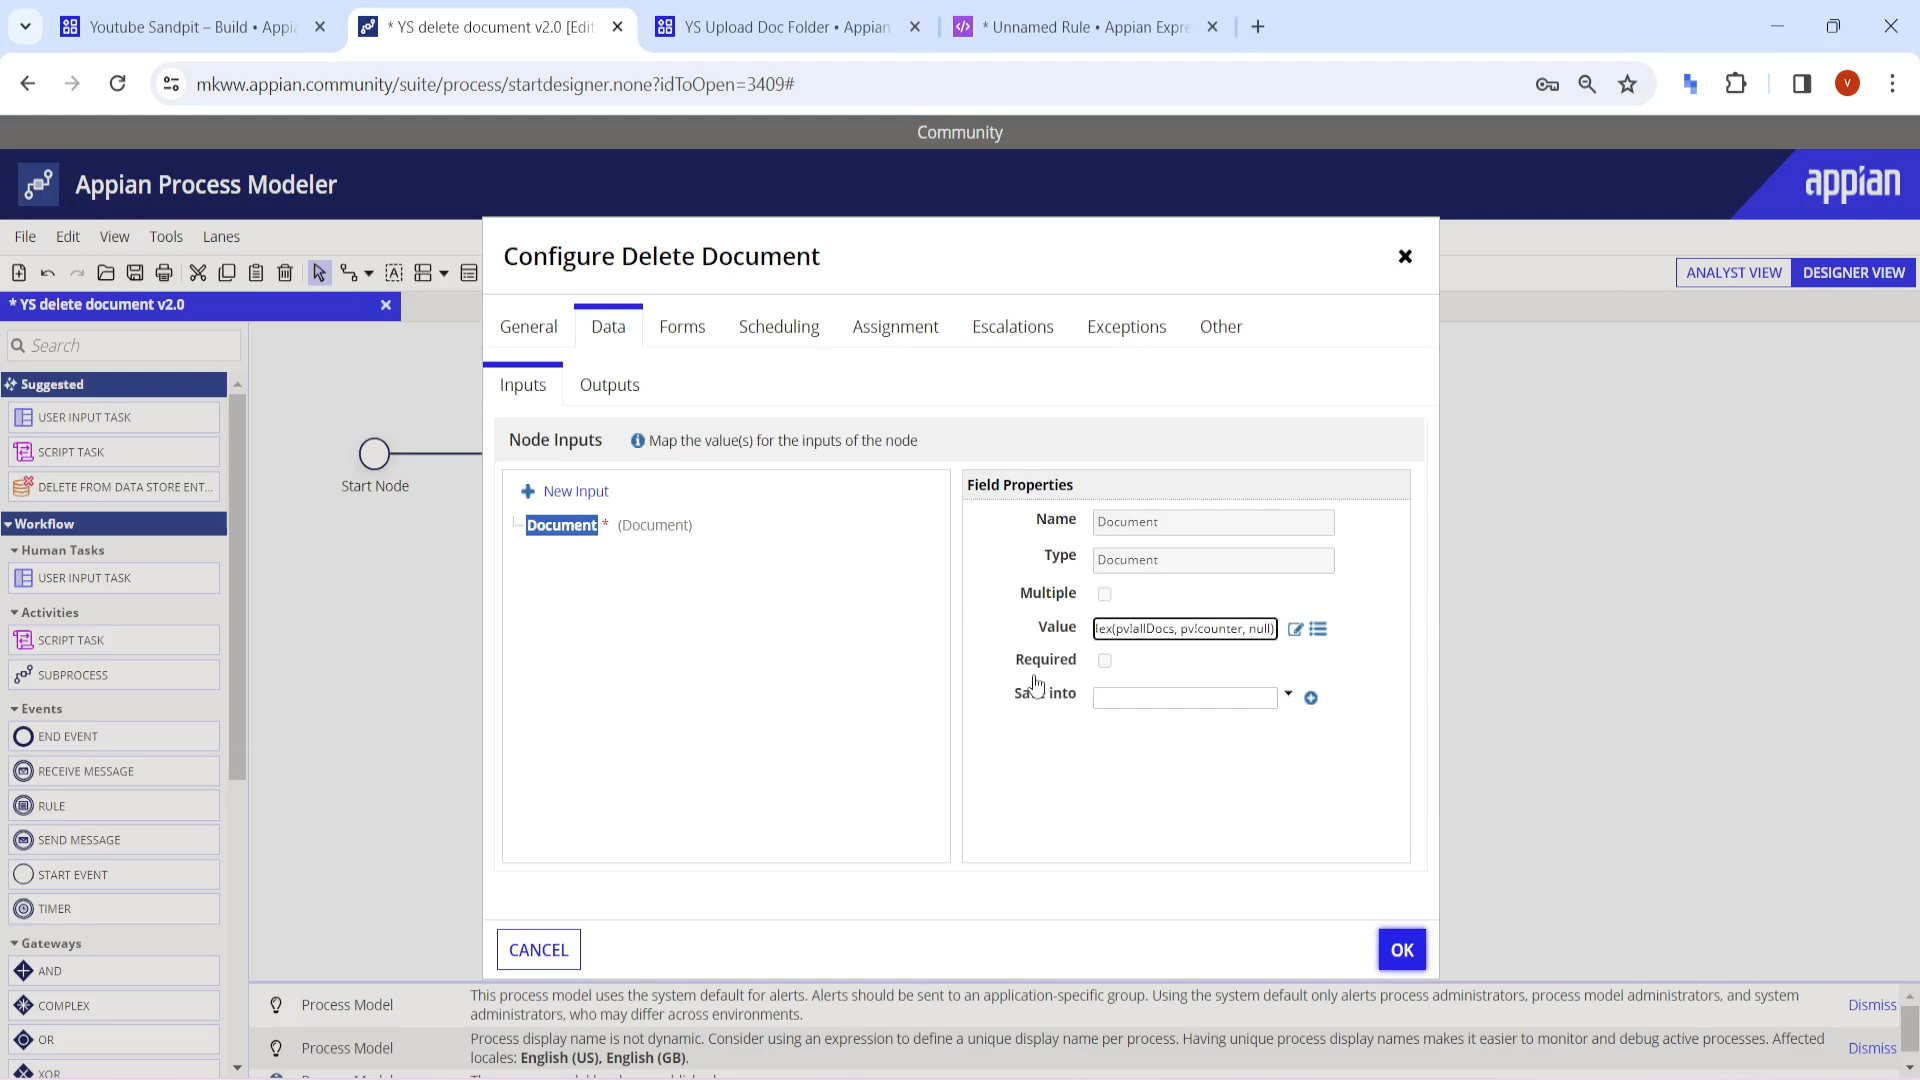 Youtube Sandpit – Build • Appia
* YS delete document v2.0 [Edit
YS Upload Doc Folder • Appian
* Unnamed Rule • Appian Expre
mkww.appian.community/suite/process/startdesigner.none?idToOpen=3409#
V
Community
Appian Process Modeler
appian
File Edit View Tools Lanes
ANALYST VIEW DESIGNER VIEW
* YS delete document v2.0
Search
Suggested
USER INPUT TASK
SCRIPT TASK
DELETE FROM DATA STORE ENT...
Workflow
Human Tasks
USER INPUT TASK
Activities
SCRIPT TASK
SUBPROCESS
Events
END EVENT
RECEIVE MESSAGE
RULE
SEND MESSAGE
START EVENT
TIMER
Gateways
AND
COMPLEX
OR
XOR
Start Node
Configure Delete Document
General Data Forms Scheduling Assignment Escalations Exceptions Other
Inputs Outputs
Node Inputs Map the value(s) for the inputs of the node
New Input
Document * (Document)
Field Properties
Name Document
Type Document
Multiple
Value lex(pv!allDocs, pv!counter, null)
Required
into
CANCEL
OK
Process Model
This process model uses the system default for alerts. Alerts should be sent to an application-specific group. Using the system default only alerts process administrators, process model administrators, and system
administrators, who may differ across environments.
Dismiss
Process Model
Process display name is not dynamic. Consider using an expression to define a unique display name per process. Having unique process display names makes it easier to monitor and debug active processes. Affected
locales: English (US), English (GB).
Dismiss